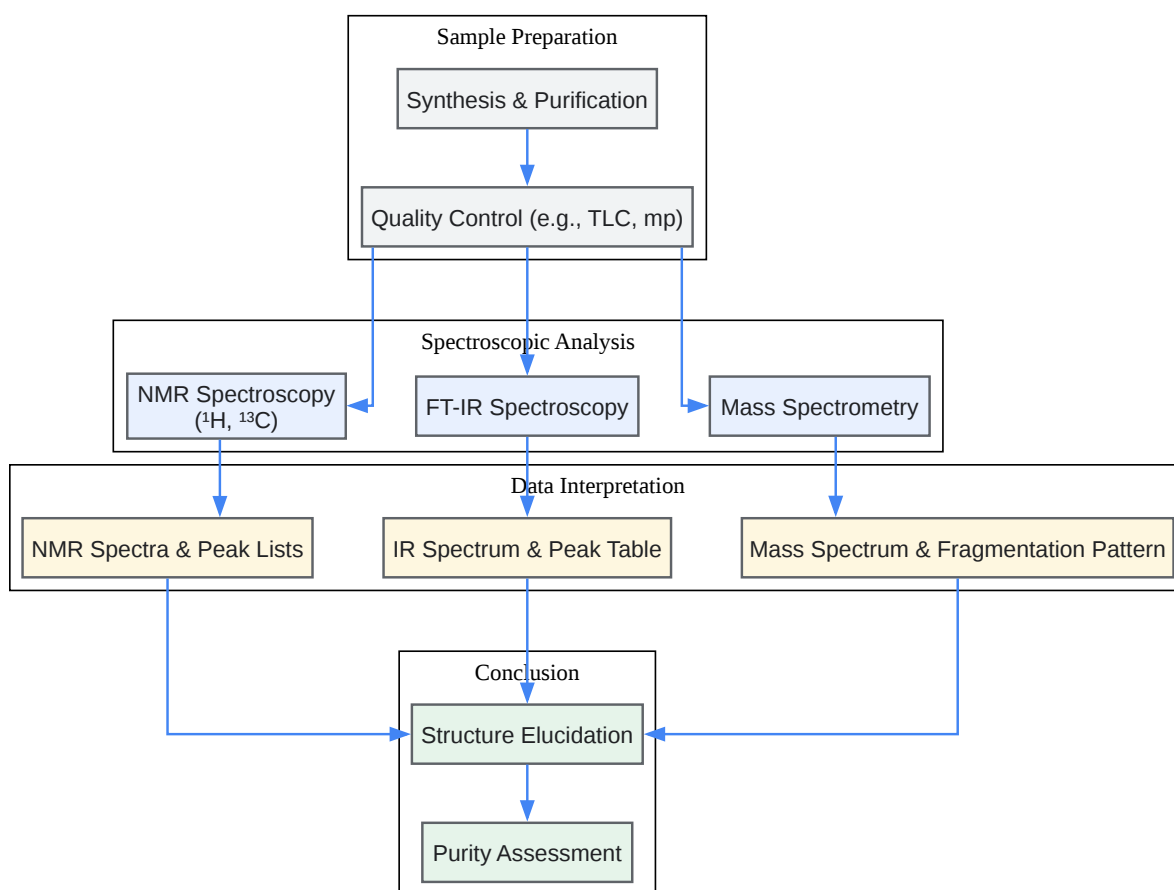 Sample Preparation
Synthesis & Purification
Quality Control (e.g., TLC, mp)
Spectroscopic Analysis
NMR Spectroscopy
(¹H, ¹³C)
FT-IR Spectroscopy
Mass Spectrometry
Data Interpretation
NMR Spectra & Peak Lists
IR Spectrum & Peak Table
Mass Spectrum & Fragmentation Pattern
Conclusion
Structure Elucidation
Purity Assessment